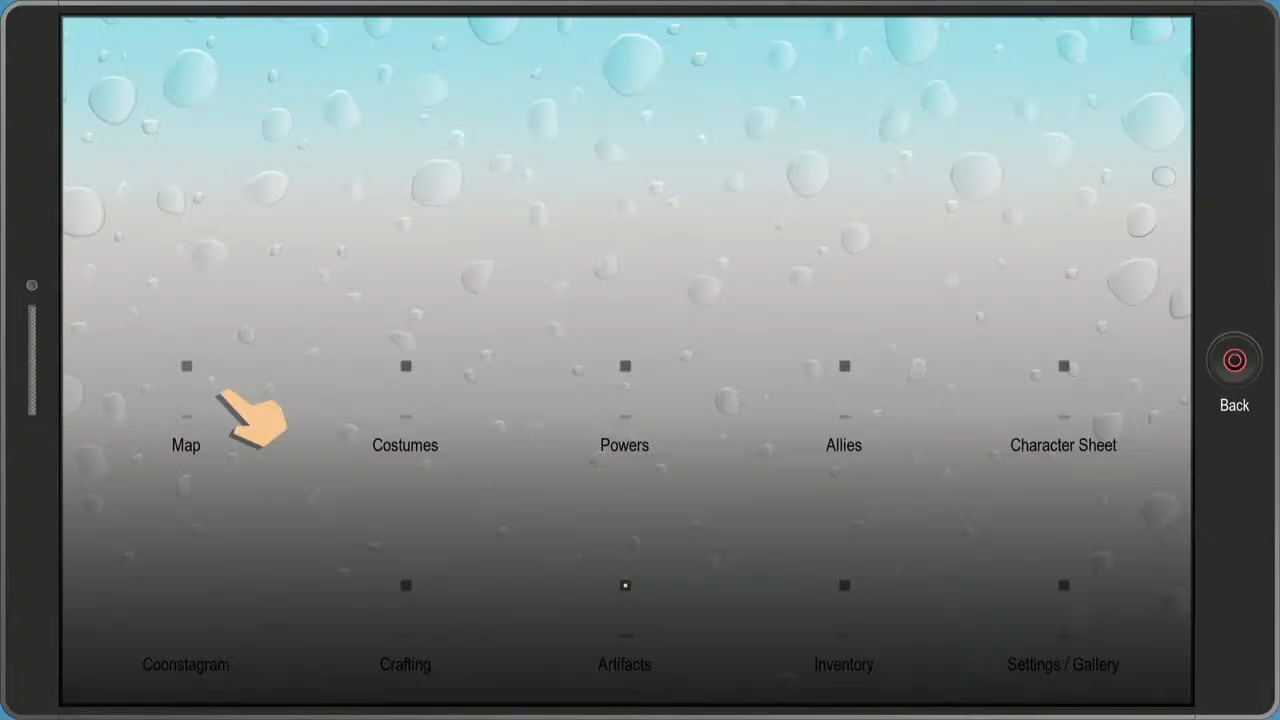 Back
Map
Costumes
Powers
Allies
Character Sheet
Coonstagram
Crafting
Artifacts
Inventory
Settings / Gallery